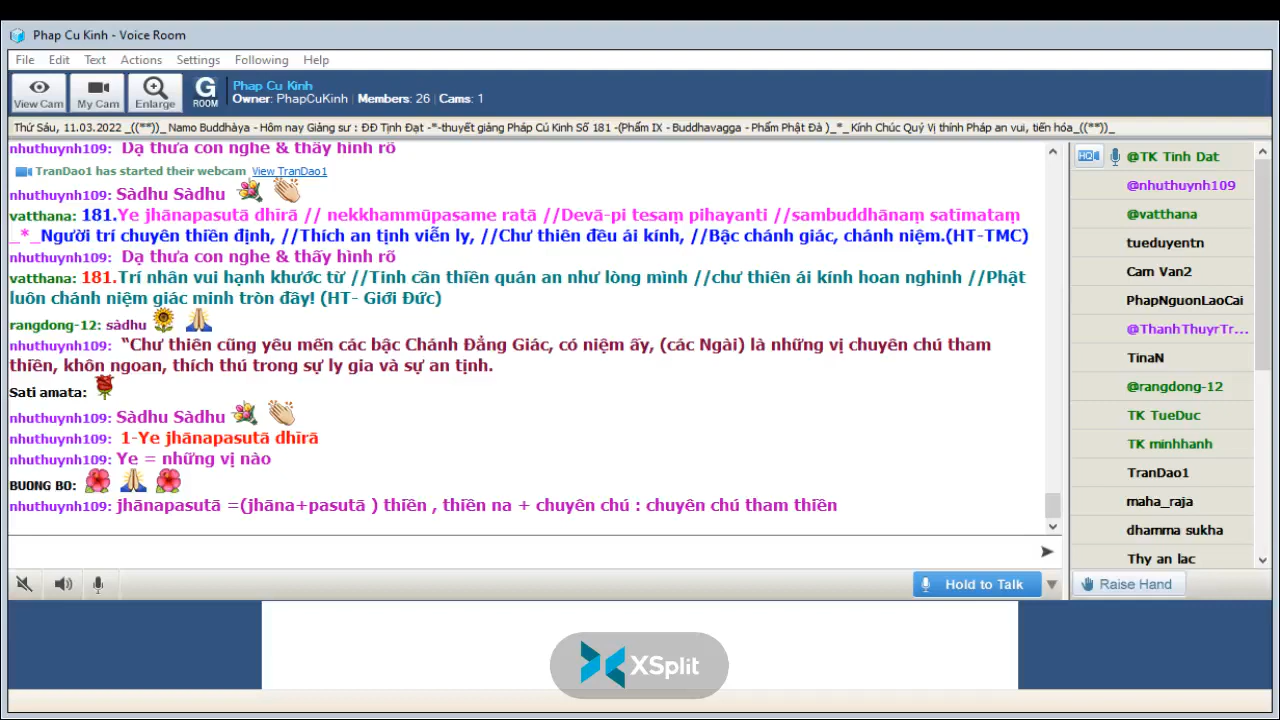 Phap Cu Kinh - Voice Room
File Edit Text Actions Settings Following Help
View Cam My Cam Enlarge G ROOM
Phap Cu Kinh
Owner: PhapCuKinh | Members: 26 | Cams: 1
Thứ Sáu, 11.03.2022 _((**))_ Namo Buddhàya - Hôm nay Giảng sư : ĐĐ Tịnh Đạt -*-thuyết giảng Pháp Cú Kinh Số 181 -(Phẩm IX - Buddhavagga - Phẩm Phật Đà )_*_ Kính Chúc Quý Vị thính Pháp an vui, tiến hóa_((**))_
nhuthuynh109: Dạ thưa con nghe & thấy hình rõ
TranDao1 has started their webcam View TranDao1
nhuthuynh109: Sàdhu Sàdhu
vatthana: 181.Ye jhānapasutā dhīrā // nekkhammūpasame ratā //Devā-pi tesaṃ pihayanti //sambuddhānaṃ satīmataṃ
_*_Người trí chuyên thiền định, //Thích an tịnh viễn ly, //Chư thiên đều ái kính, //Bậc chánh giác, chánh niệm.(HT-TMC)
nhuthuynh109: Dạ thưa con nghe & thấy hình rõ
vatthana: 181.Trí nhân vui hạnh khước từ //Tinh cần thiền quán an như lòng mình //chư thiên ái kính hoan nghinh //Phật
luôn chánh niệm giác minh tròn đầy! (HT- Giới Đức)
rangdong-12: sàdhu
nhuthuynh109: “Chư thiên cũng yêu mến các bậc Chánh Đẳng Giác, có niệm ấy, (các Ngài) là những vị chuyên chú tham
thiền, khôn ngoan, thích thú trong sự ly gia và sự an tịnh.
Sati amata:
nhuthuynh109: Sàdhu Sàdhu
nhuthuynh109: 1-Ye jhānapasutā dhīrā
nhuthuynh109: Ye = những vị nào
BUONG BO:
nhuthuynh109: jhānapasutā =(jhāna+pasutā ) thiền , thiền na + chuyên chú : chuyên chú tham thiền
HQ
@TK Tinh Dat
@nhuthuynh109
@vatthana
tueduyentn
Cam Van2
PhapNguonLaoCai
@ThanhThuyrTr...
TinaN
@rangdong-12
TK TueDuc
TK minhhanh
TranDao1
maha_raja
dhamma sukha
Thy an lac
Hold to Talk
Raise Hand
XSplit